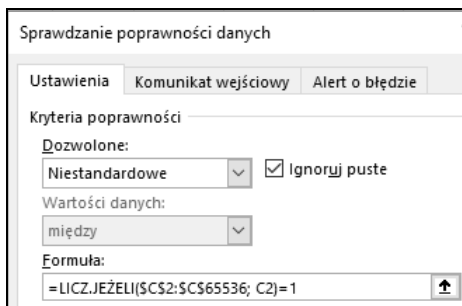 Sprawdzanie poprawności danych
Ustawienia Komunikat wejściowy Alert o błędzie
Kryteria poprawności
Dozwolone:
Niestandardowe Ignoruj puste
Wartości danych:
między
Formuła:
=LICZ.JEŻELI($C$2:$C$65536; C2)=1